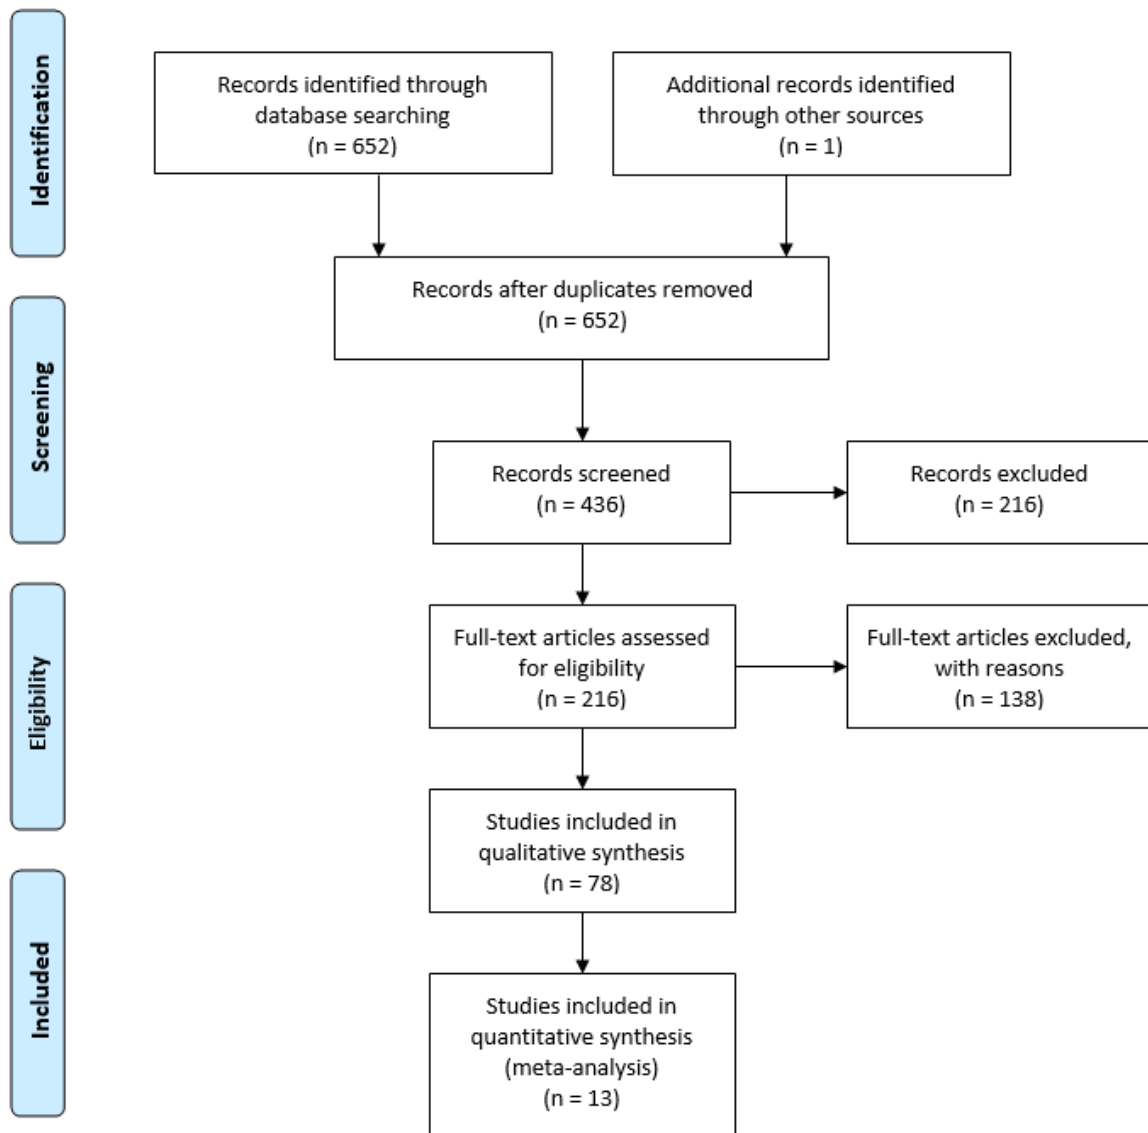 Identification
Records identified through
database searching
(n = 652)
Additional records identified
through other sources
(n = 1)
Records after duplicates removed
(n = 652)
Screening
Records screened
(n = 436)
Records excluded
(n = 216)
Eligibility
Full-text articles assessed
for eligibility
(n = 216)
Full-text articles excluded,
with reasons
(n = 138)
Studies included in
qualitative synthesis
(n = 78)
Included
Studies included in
quantitative synthesis
(meta-analysis)
(n = 13)